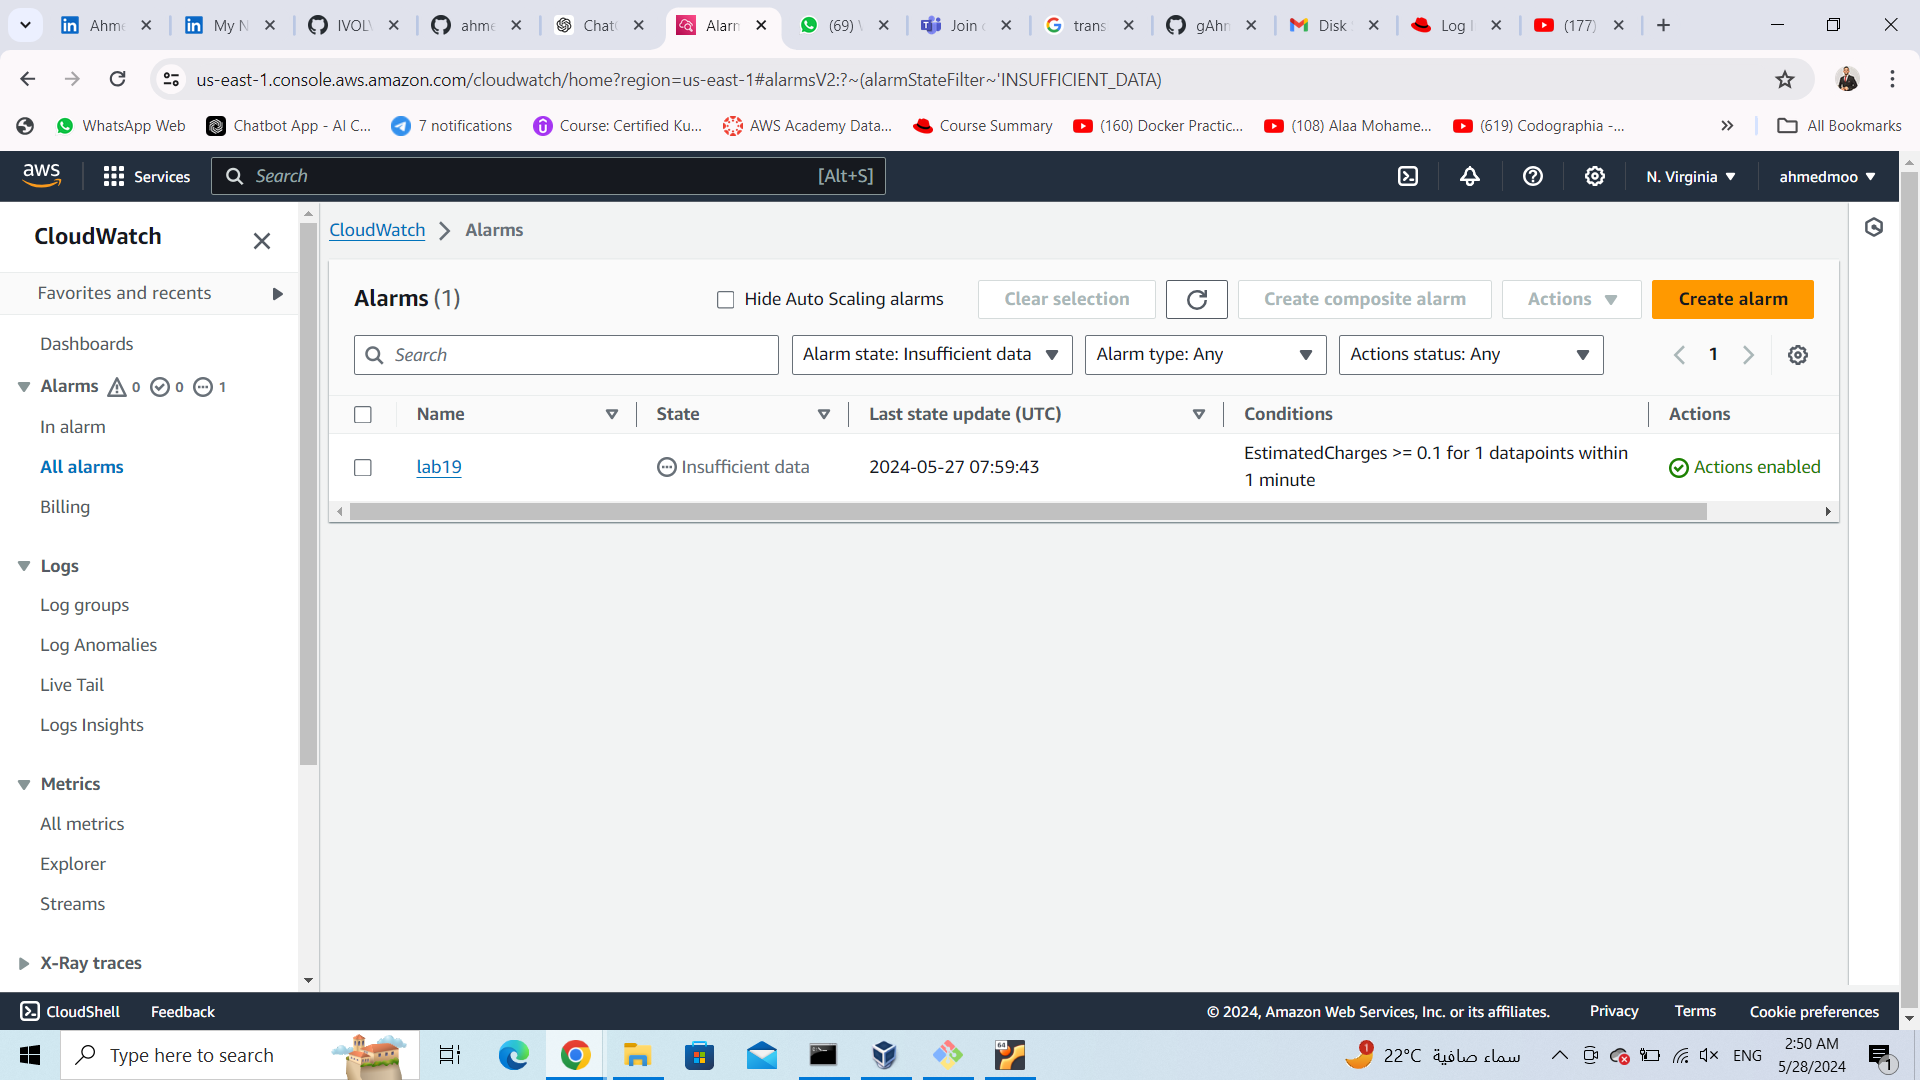 Ahme
My N
IVOLV
ahme
Chat
Alarm
(69)
Join
trans
gAhn
Disk
Log
(177)
us-east-1.console.aws.amazon.com/cloudwatch/home?region=us-east-1#alarmsV2:?~(alarmStateFilter~'INSUFFICIENT_DATA)
WhatsApp Web
Chatbot App - AI C...
7 notifications
Course: Certified Ku...
AWS Academy Data...
Course Summary
(160) Docker Practic...
(108) Alaa Mohame...
(619) Codographia -...
All Bookmarks
aws
Services
Search
[Alt+S]
N. Virginia
ahmedmoo
CloudWatch
Favorites and recents
Dashboards
Alarms 0 0 1
In alarm
All alarms
Billing
Logs
Log groups
Log Anomalies
Live Tail
Logs Insights
Metrics
All metrics
Explorer
Streams
X-Ray traces
CloudWatch > Alarms
Alarms (1)
Hide Auto Scaling alarms
Clear selection
Create composite alarm
Actions
Create alarm
Search
Alarm state: Insufficient data
Alarm type: Any
Actions status: Any
1
Name
State
Last state update (UTC)
Conditions
Actions
lab19
Insufficient data
2024-05-27 07:59:43
EstimatedCharges >= 0.1 for 1 datapoints within
1 minute
Actions enabled
CloudShell
Feedback
© 2024, Amazon Web Services, Inc. or its affiliates.
Privacy
Terms
Cookie preferences
Type here to search
64
1
22°C سماء صافية
ENG
2:50 AM
5/28/2024
1